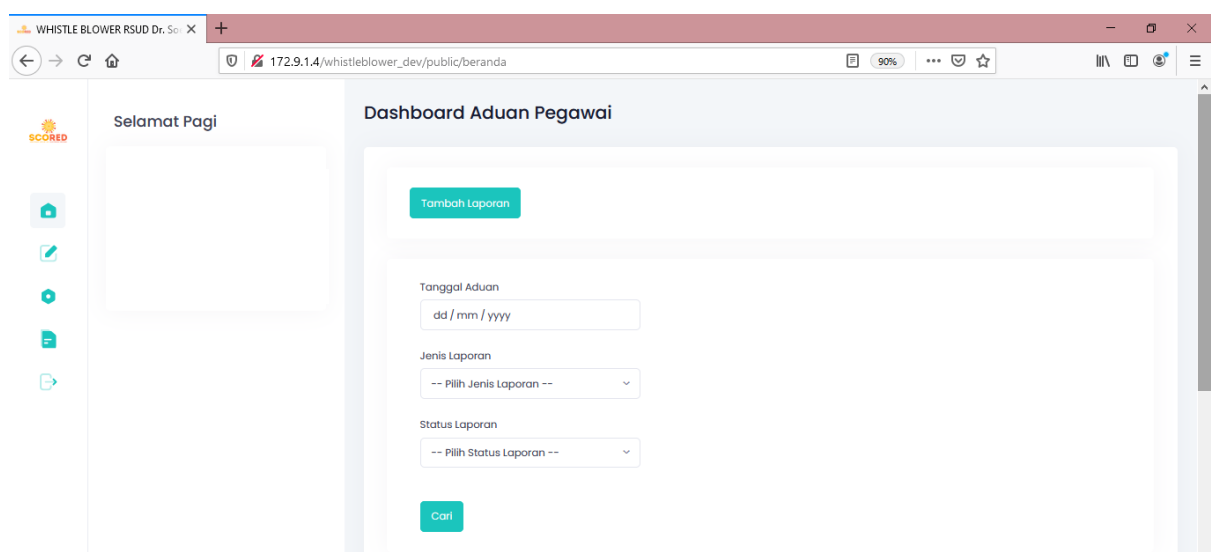 WHISTLE BLOWER RSUD Dr. So
172.9.1.4/whistleblower_dev/public/beranda
90%
SCORED
Selamat Pagi
Dashboard Aduan Pegawai
Tambah Laporan
Tanggal Aduan
dd / mm / yyyy
Jenis Laporan
-- Pilih Jenis Laporan --
Status Laporan
-- Pilih Status Laporan --
Cari